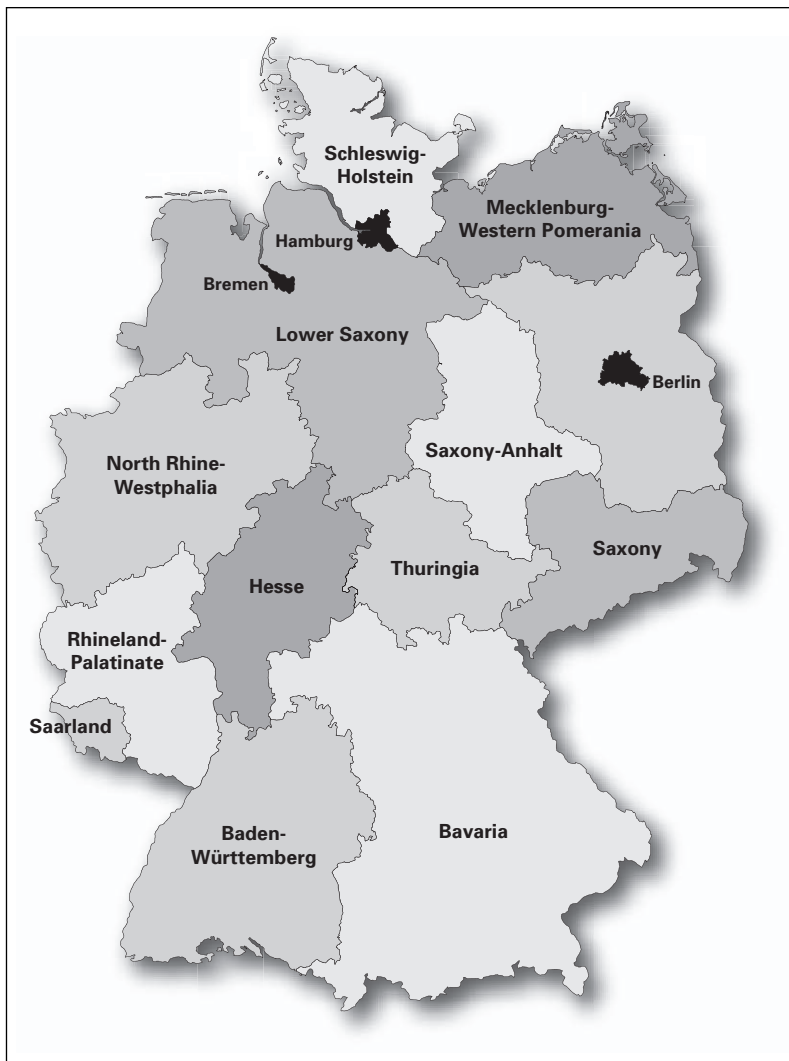 Schleswig-
Holstein
Mecklenburg-
Western Pomerania
Hamburg
Bremen
Lower Saxony
Berlin
Saxony-Anhalt
North Rhine-
Westphalia
Saxony
Thuringia
Hesse
Rhineland-
Palatinate
Saarland
Baden-
Württemberg
Bavaria